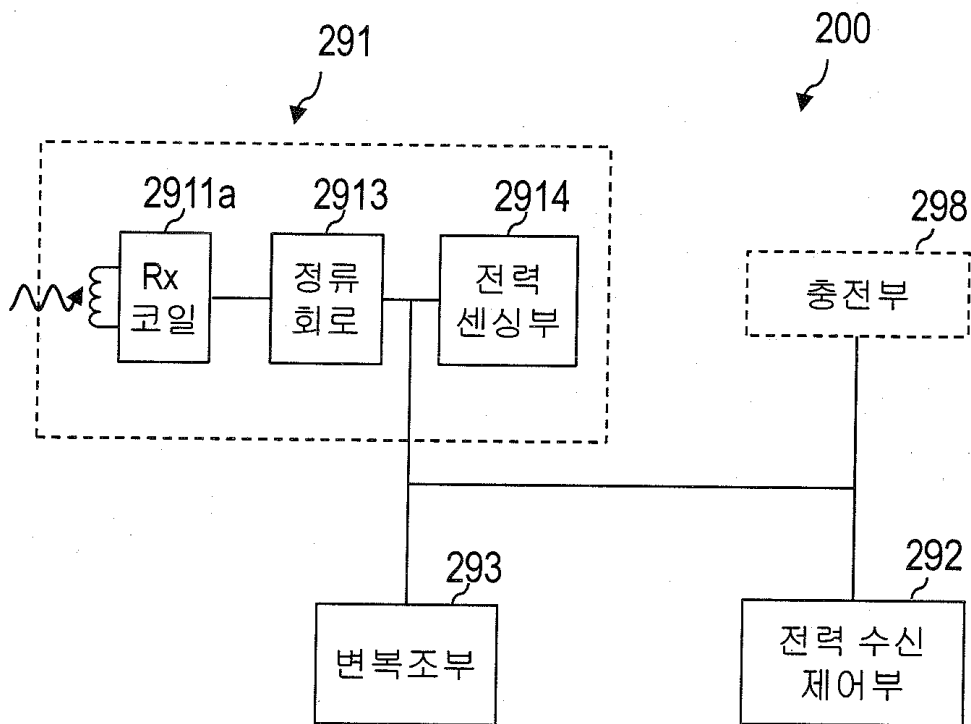 291
200
2911a
2913
2914
298
Rx
코일
정류
회로
전력
센싱부
충전부
293
292
변복조부
전력 수신
제어부